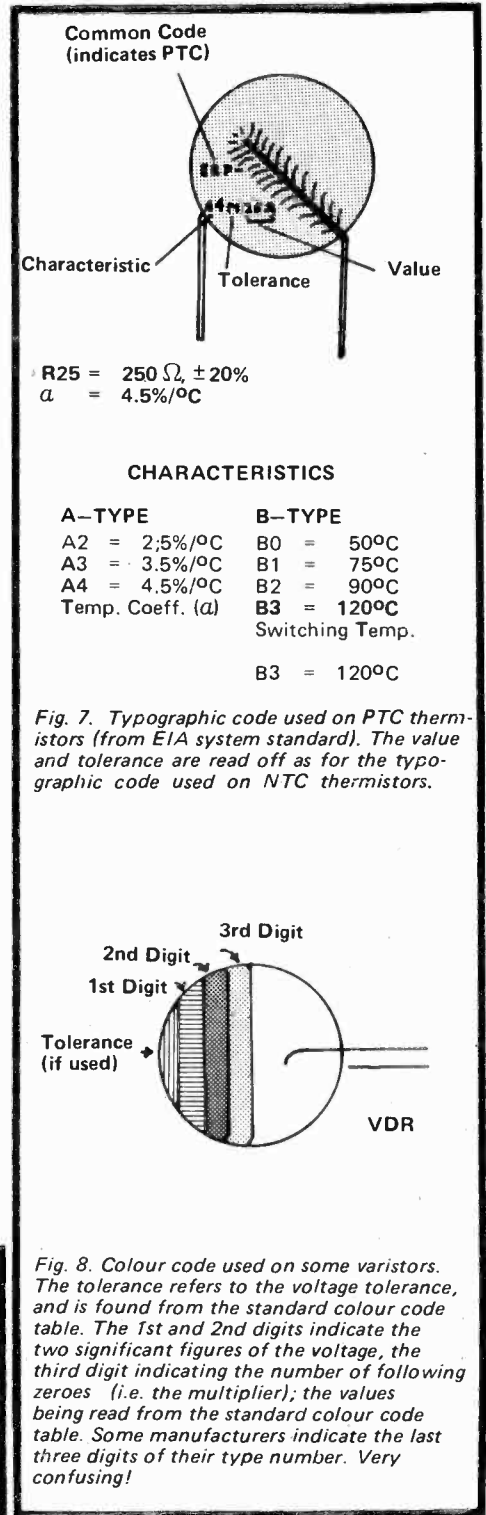 Common Code
(indicates PTC)
Characteristic
Tolerance
Value
R25 = 250 Ω, ±20%
α = 4.5%/°C
CHARACTERISTICS
A—TYPE B—TYPE
A2 = 2;5%/°C B0 = 50°C
A3 = 3.5%/°C B1 = 75°C
A4 = 4.5%/°C B2 = 90°C
Temp. Coeff. (α) B3 = 120°C
Switching Temp.
B3 = 120°C
Fig. 7. Typographic code used on PTC therm-
istors (from EIA system standard). The value
and tolerance are read off as for the typo-
graphic code used on NTC thermistors.
3rd Digit
2nd Digit
1st Digit
Tolerance
(if used)
VDR
Fig. 8. Colour code used on some varistors.
The tolerance refers to the voltage tolerance,
and is found from the standard colour code
table. The 1st and 2nd digits indicate the
two significant figures of the voltage, the
third digit indicating the number of following
zeroes (i.e. the multiplier); the values
being read from the standard colour code
table. Some manufacturers indicate the last
three digits of their type number. Very
confusing!